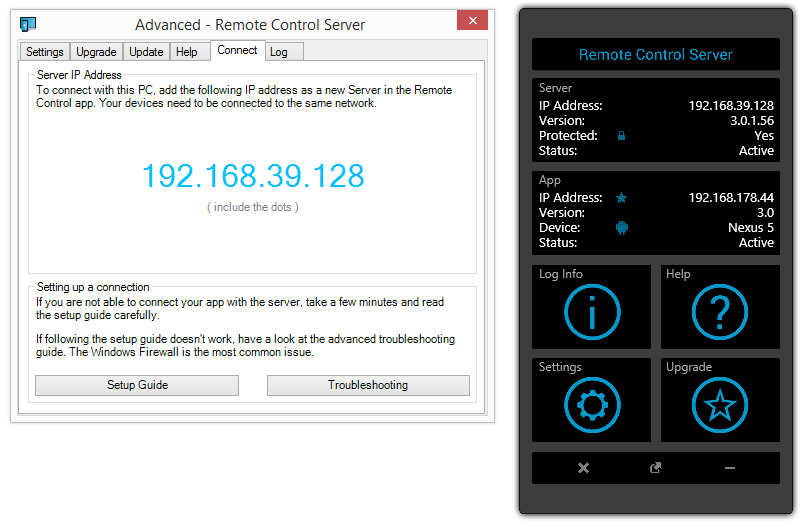 Advanced - Remote Control Server
Settings Upgrade Update Help Connect Log
Server IP Address
To connect with this PC, add the following IP address as a new Server in the Remote
Control app. Your devices need to be connected to the same network.
192.168.39.128
( include the dots )
Setting up a connection
If you are not able to connect your app with the server, take a few minutes and read
the setup guide carefully.
If following the setup guide doesn't work, have a look at the advanced troubleshooting
guide. The Windows Firewall is the most common issue.
Setup Guide Troubleshooting
Remote Control Server
Server
IP Address: 192.168.39.128
Version: 3.0.1.56
Protected: Yes
Status: Active
App
IP Address: 192.168.178.44
Version: 3.0
Device: Nexus 5
Status: Active
Log Info Help
Settings Upgrade